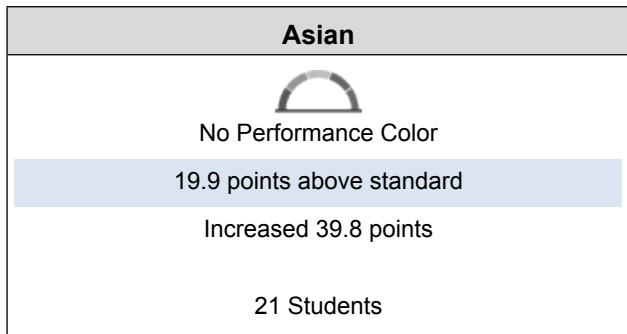 Asian
No Performance Color
19.9 points above standard
Increased 39.8 points
21 Students